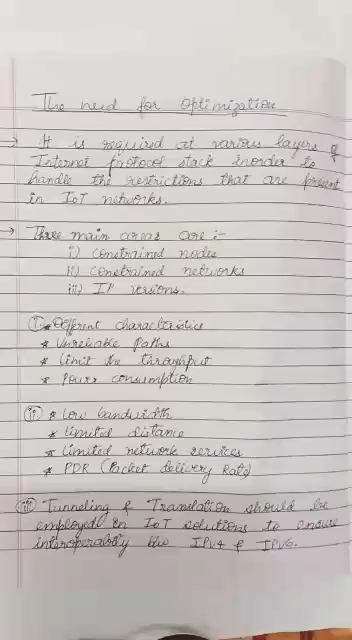 The need for optimization
→ It is required at various layers of
Internet Protocol stack inorder to
handle the restrictions that are present
in IoT networks.
→ Three main areas are :-
i) constrained nodes
ii) constrained networks
iii) IP versions.
(i) * Different characteristics
* Unreliable Paths
* Limit the throughput
* Power consumption
(ii) * Low bandwidth
* Limited distance
* Limited network services
* PDR (Packet delivery Rate)
(iii) Tunneling & Translation should be
employed in IoT solutions to ensure
interoperability b/w IPV4 & IPV6.